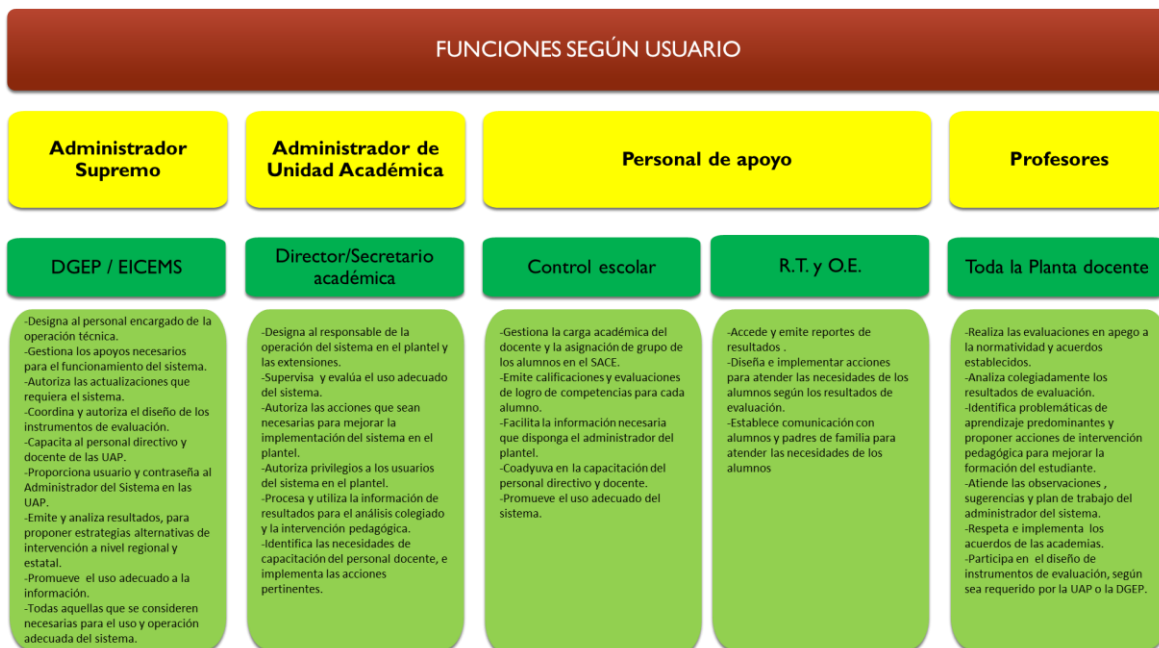 FUNCIONES SEGÚN USUARIO
Administrador
Supremo
Administrador de
Unidad Académica
Personal de apoyo
Profesores
DGEP / EICEMS
Director/Secretario
académica
Control escolar
R.T. y O.E.
Toda la Planta docente
-Designa al personal encargado de la
operación técnica.
-Gestiona los apoyos necesarios
para el funcionamiento del sistema.
-Autoriza las actualizaciones que
requiera el sistema.
-Coordina y autoriza el diseño de los
instrumentos de evaluación.
-Capacita al personal directivo y
docente de las UAP.
-Proporciona usuario y contraseña al
Administrador del Sistema en las
UAP.
-Emite y analiza resultados, para
proponer estrategias alternativas de
intervención a nivel regional y
estatal.
-Promueve el uso adecuado a la
información.
-Todas aquellas que se consideren
necesarias para el uso y operación
adecuada del sistema.
-Designa al responsable de la
operación del sistema en el plantel y
las extensiones.
-Supervisa y evalúa el uso adecuado
del sistema.
-Autoriza las acciones que sean
necesarias para mejorar la
implementación del sistema en el
plantel.
-Autoriza privilegios a los usuarios
del sistema en el plantel.
-Procesa y utiliza la información de
resultados para el análisis colegiado
y la intervención pedagógica.
-Identifica las necesidades de
capacitación del personal docente, e
implementa las acciones
pertinentes.
-Gestiona la carga académica del
docente y la asignación de grupo de
los alumnos en el SACE.
-Emite calificaciones y evaluaciones
de logro de competencias para cada
alumno.
-Facilita la información necesaria
que disponga el administrador del
plantel.
-Coadyuva en la capacitación del
personal directivo y docente.
-Promueve el uso adecuado del
sistema.
-Accede y emite reportes de
resultados .
-Diseña e implementar acciones
para atender las necesidades de los
alumnos según los resultados de
evaluación.
-Establece comunicación con
alumnos y padres de familia para
atender las necesidades de los
alumnos
-Realiza las evaluaciones en apego a
la normatividad y acuerdos
establecidos.
-Analiza colegiadamente los
resultados de evaluación.
-Identifica problemáticas de
aprendizaje predominantes y
proponer acciones de intervención
pedagógica para mejorar la
formación del estudiante.
-Atiende las observaciones ,
sugerencias y plan de trabajo del
administrador del sistema.
-Respeta e implementa los
acuerdos de las academias.
-Participa en el diseño de
instrumentos de evaluación, según
sea requerido por la UAP o la DGEP.